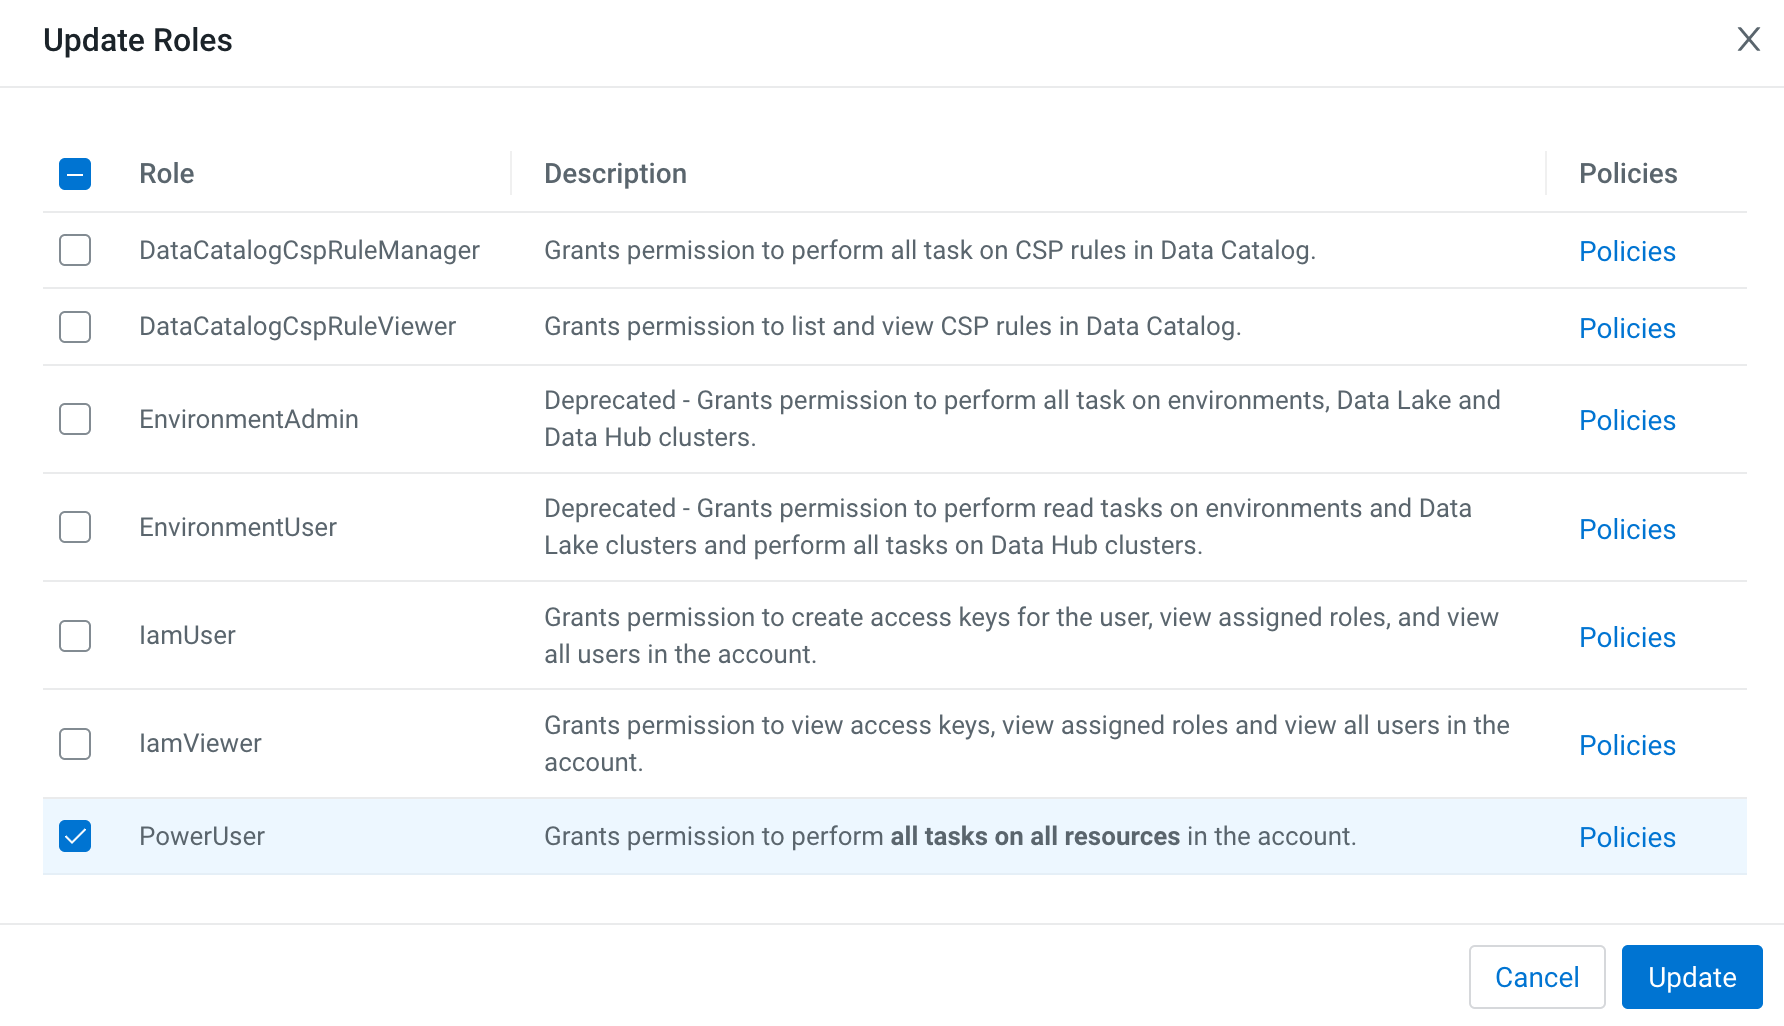 Update Roles
Role Description Policies
DataCatalogCspRuleManager Grants permission to perform all task on CSP rules in Data Catalog. Policies
DataCatalogCspRuleViewer Grants permission to list and view CSP rules in Data Catalog. Policies
EnvironmentAdmin Deprecated - Grants permission to perform all task on environments, Data Lake and
Data Hub clusters. Policies
EnvironmentUser Deprecated - Grants permission to perform read tasks on environments and Data
Lake clusters and perform all tasks on Data Hub clusters. Policies
IamUser Grants permission to create access keys for the user, view assigned roles, and view
all users in the account. Policies
IamViewer Grants permission to view access keys, view assigned roles and view all users in the
account. Policies
PowerUser Grants permission to perform all tasks on all resources in the account. Policies
Cancel Update